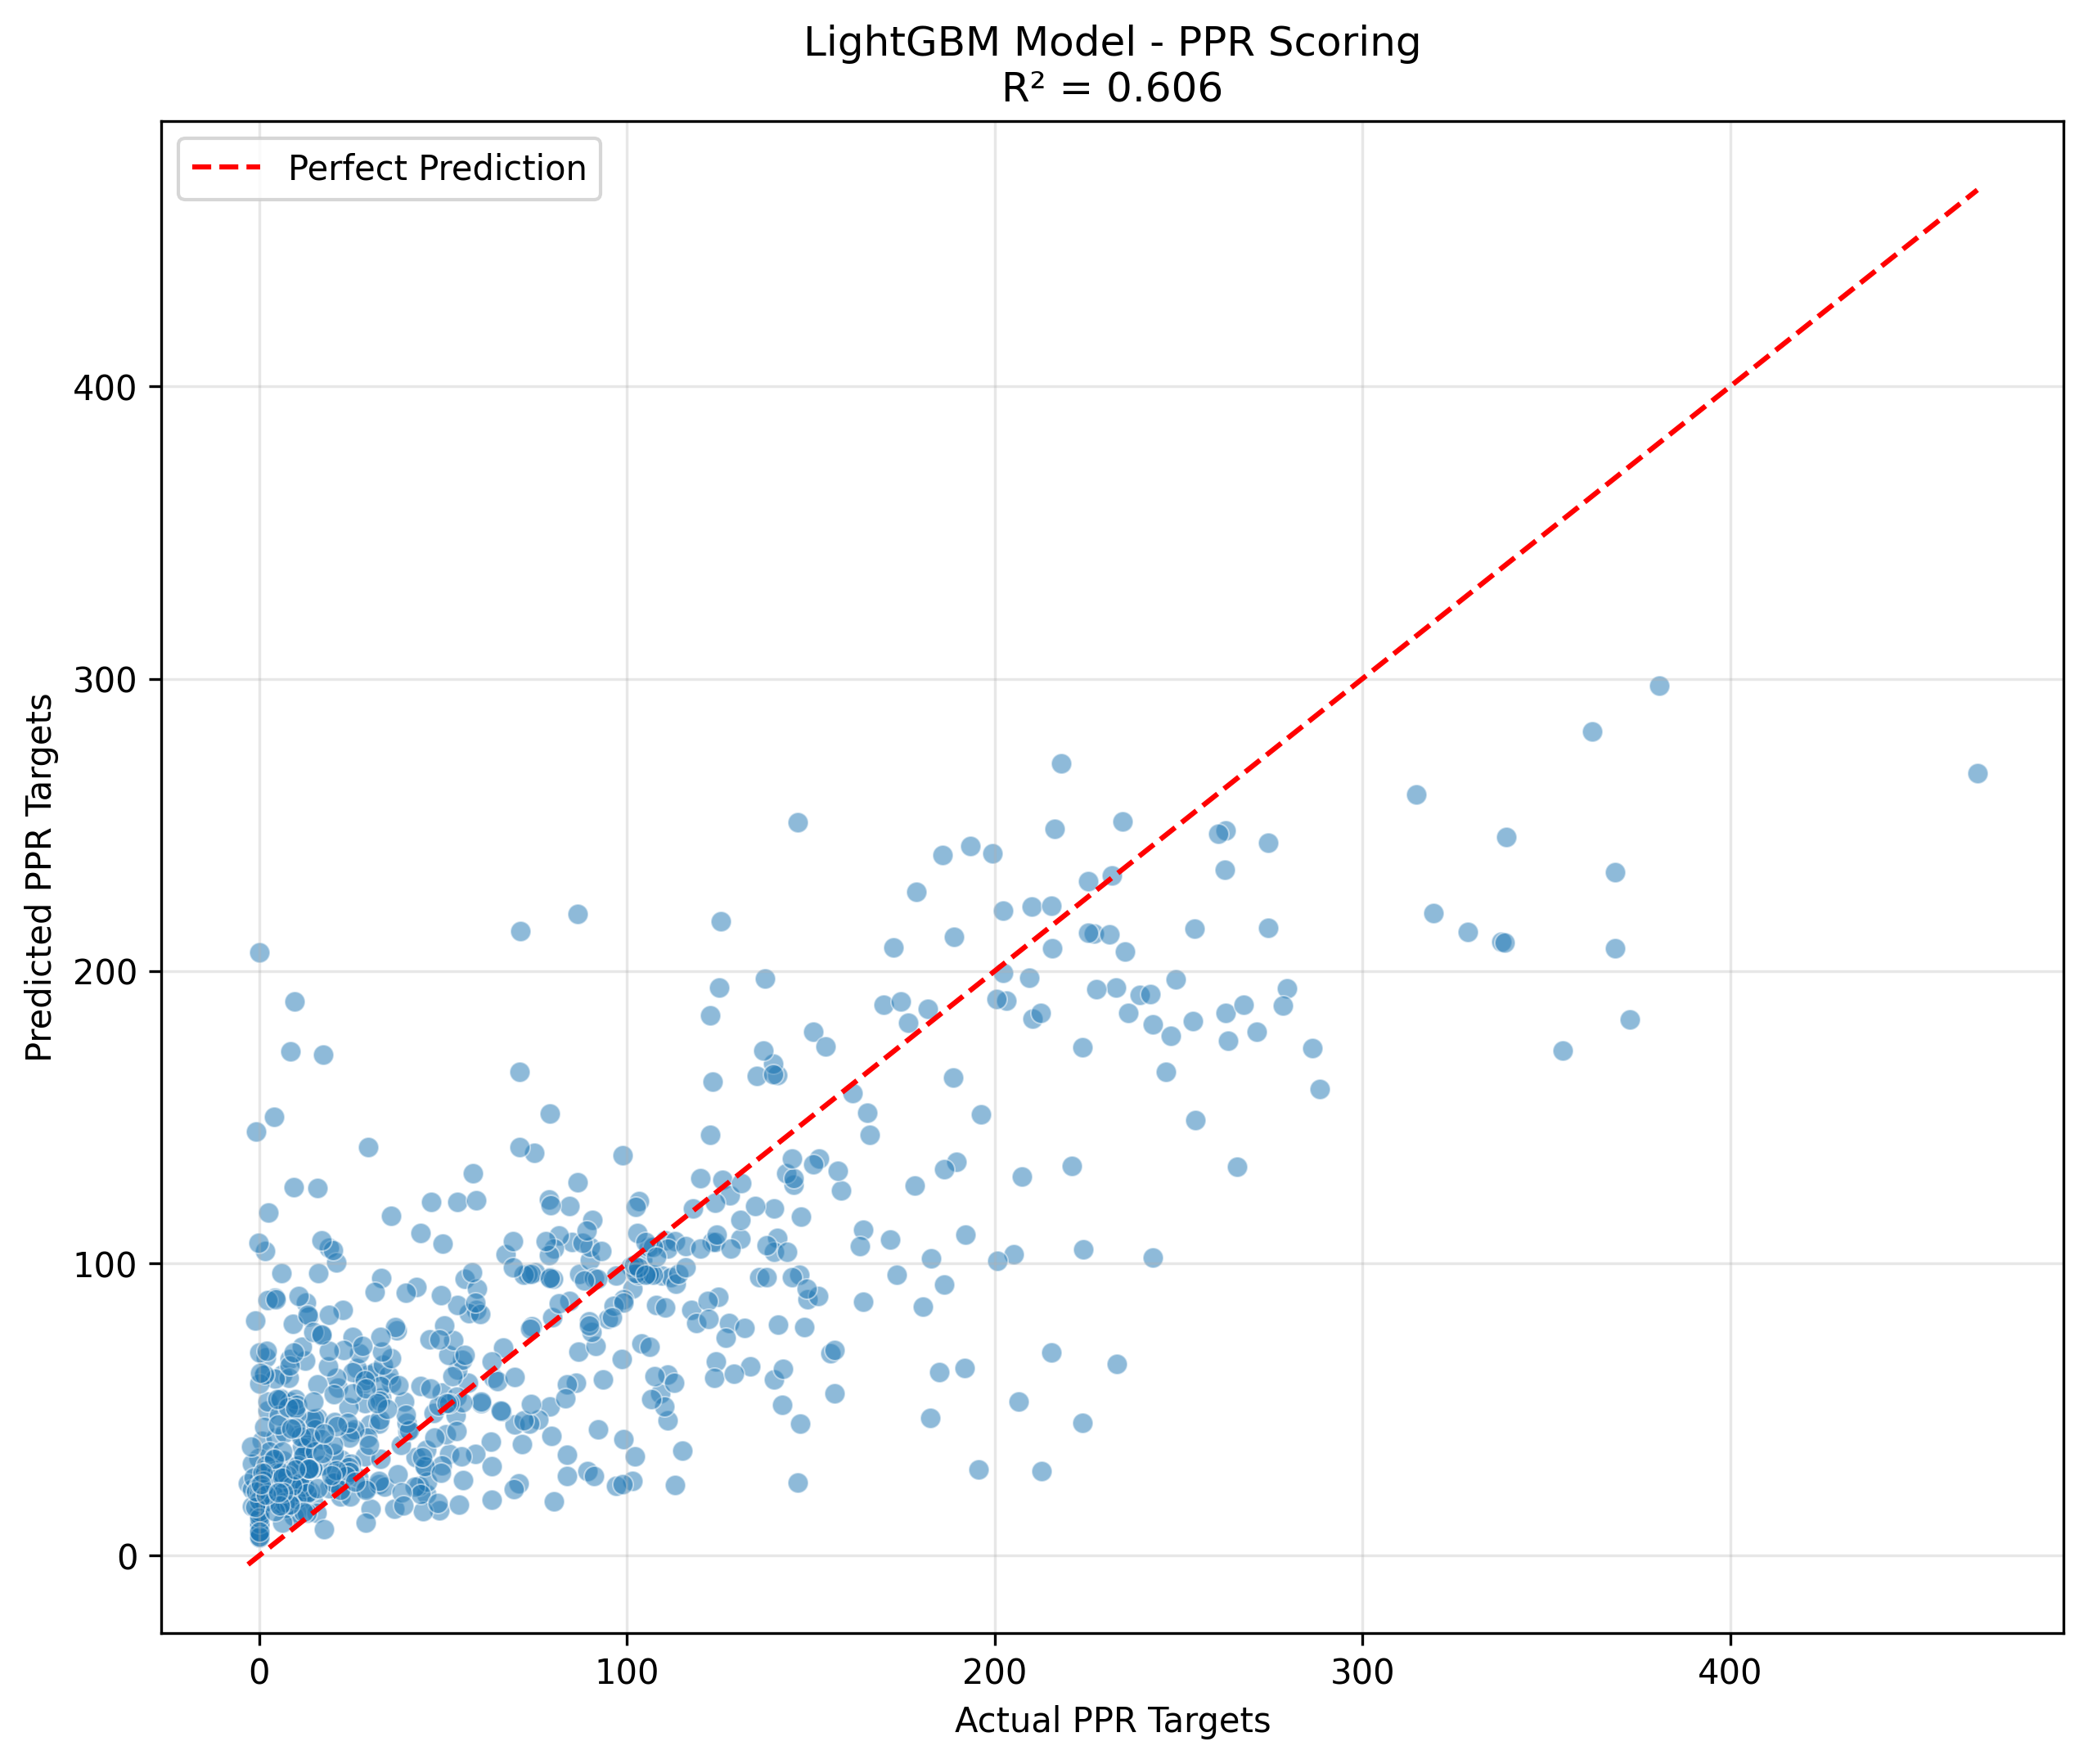 LightGBM Model - PPR Scoring
R² = 0.606
Perfect Prediction
Predicted PPR Targets
400
300
200
100
0
0 100 200 300 400
Actual PPR Targets